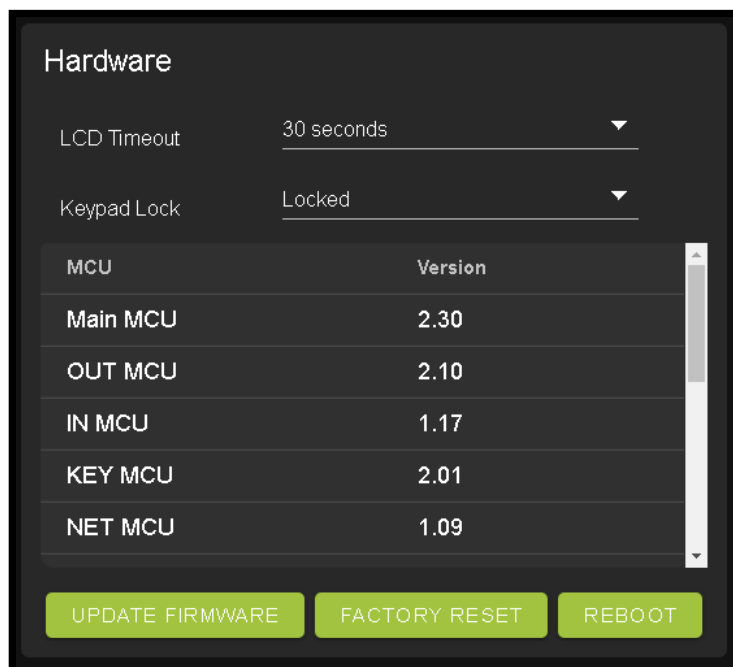 Hardware
LCD Timeout 30 seconds
Keypad Lock Locked
MCU Version
Main MCU 2.30
OUT MCU 2.10
IN MCU 1.17
KEY MCU 2.01
NET MCU 1.09
UPDATE FIRMWARE FACTORY RESET REBOOT